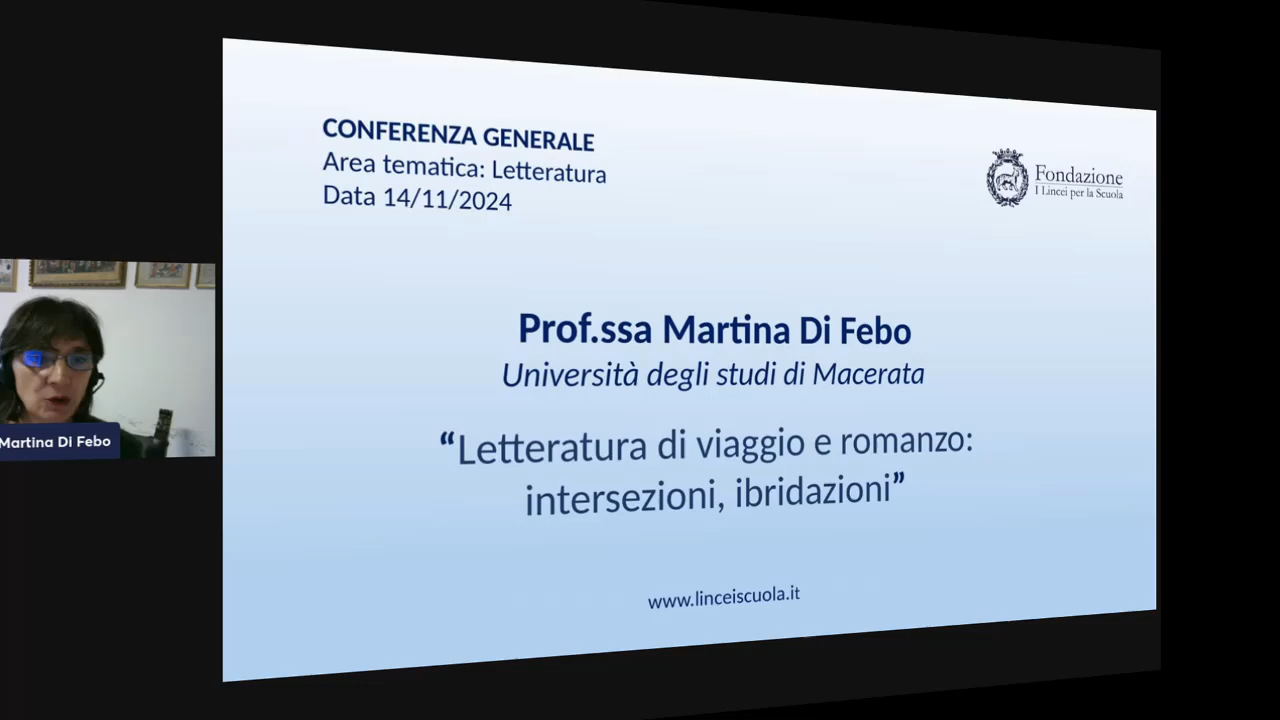 CONFERENZA GENERALE
Area tematica: Letteratura
Data 14/11/2024
Fondazione
I Lincei per la Scuola
Prof.ssa Martina Di Febo
Università degli studi di Macerata
“Letteratura di viaggio e romanzo:
intersezioni, ibridazioni”
www.linceiscuola.it
Martina Di Febo